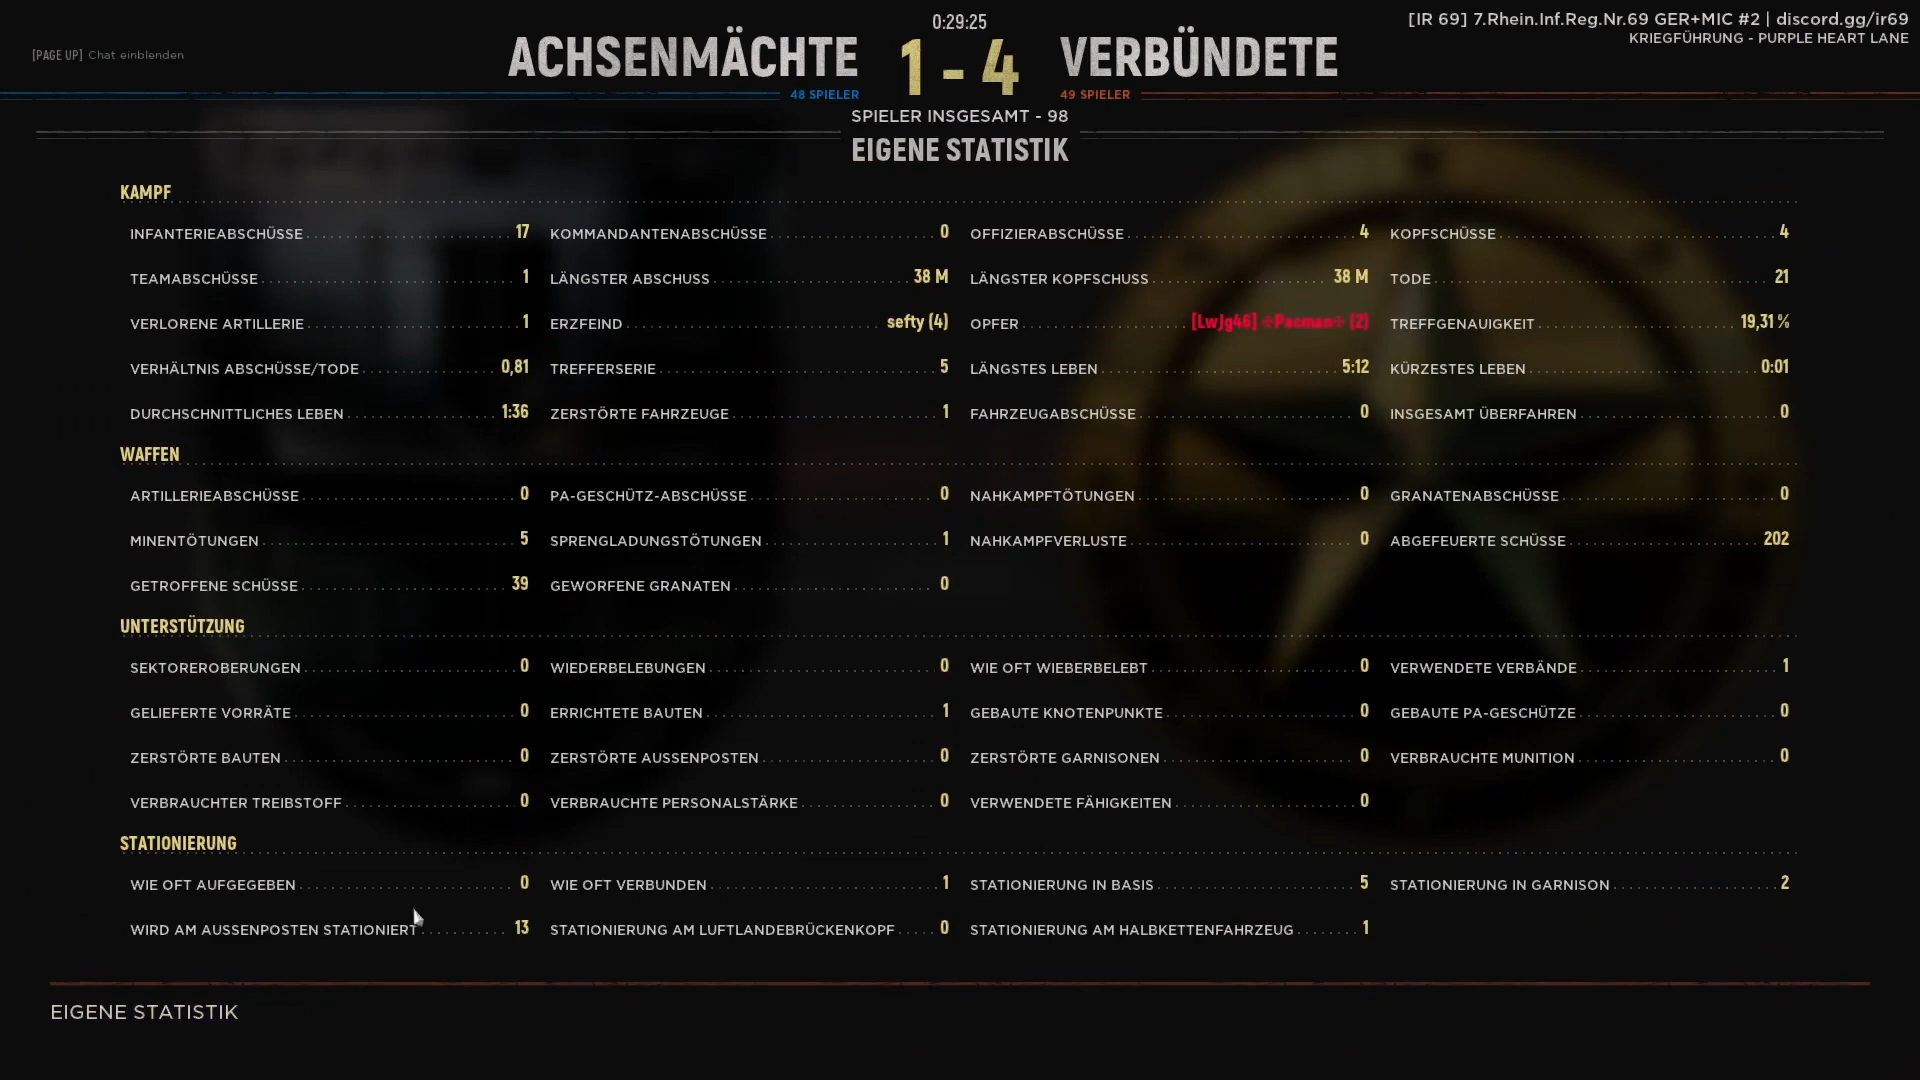 0:29:25
[IR 69] 7.Rhein.Inf.Reg.Nr.69 GER+MIC #2 | discord.gg/ir69
KRIEGFÜHRUNG - PURPLE HEART LANE
[PAGE UP] Chat einblenden
ACHSENMÄCHTE 1 - 4 VERBÜNDETE
48 SPIELER 49 SPIELER
SPIELER INSGESAMT - 98
EIGENE STATISTIK
KAMPF
INFANTERIEABSCHÜSSE 17 KOMMANDANTENABSCHÜSSE 0 OFFIZIERABSCHÜSSE 4 KOPFSCHÜSSE 4
TEAMABSCHÜSSE 1 LÄNGSTER ABSCHUSS 38 M LÄNGSTER KOPFSCHUSS 38 M TODE 21
VERLORENE ARTILLERIE 1 ERZFEIND sefty (4) OPFER [LwJg46] ✠Pacman✠ (2) TREFFGENAUIGKEIT 19,31 %
VERHÄLTNIS ABSCHÜSSE/TODE 0,81 TREFFERSERIE 5 LÄNGSTES LEBEN 5:12 KÜRZESTES LEBEN 0:01
DURCHSCHNITTLICHES LEBEN 1:36 ZERSTÖRTE FAHRZEUGE 1 FAHRZEUGABSCHÜSSE 0 INSGESAMT ÜBERFAHREN 0
WAFFEN
ARTILLERIEABSCHÜSSE 0 PA-GESCHÜTZ-ABSCHÜSSE 0 NAHKAMPFTÖTUNGEN 0 GRANATENABSCHÜSSE 0
MINENTÖTUNGEN 5 SPRENGLADUNGSTÖTUNGEN 1 NAHKAMPFVERLUSTE 0 ABGEFEUERTE SCHÜSSE 202
GETROFFENE SCHÜSSE 39 GEWORFENE GRANATEN 0
UNTERSTÜTZUNG
SEKTOREROBERUNGEN 0 WIEDERBELEBUNGEN 0 WIE OFT WIEBERBELEBT 0 VERWENDETE VERBÄNDE 1
GELIEFERTE VORRÄTE 0 ERRICHTETE BAUTEN 1 GEBAUTE KNOTENPUNKTE 0 GEBAUTE PA-GESCHÜTZE 0
ZERSTÖRTE BAUTEN 0 ZERSTÖRTE AUSSENPOSTEN 0 ZERSTÖRTE GARNISONEN 0 VERBRAUCHTE MUNITION 0
VERBRAUCHTER TREIBSTOFF 0 VERBRAUCHTE PERSONALSTÄRKE 0 VERWENDETE FÄHIGKEITEN 0
STATIONIERUNG
WIE OFT AUFGEGEBEN 0 WIE OFT VERBUNDEN 1 STATIONIERUNG IN BASIS 5 STATIONIERUNG IN GARNISON 2
WIRD AM AUSSENPOSTEN STATIONIERT 13 STATIONIERUNG AM LUFTLANDEBRÜCKENKOPF 0 STATIONIERUNG AM HALBKETTENFAHRZEUG 1
EIGENE STATISTIK